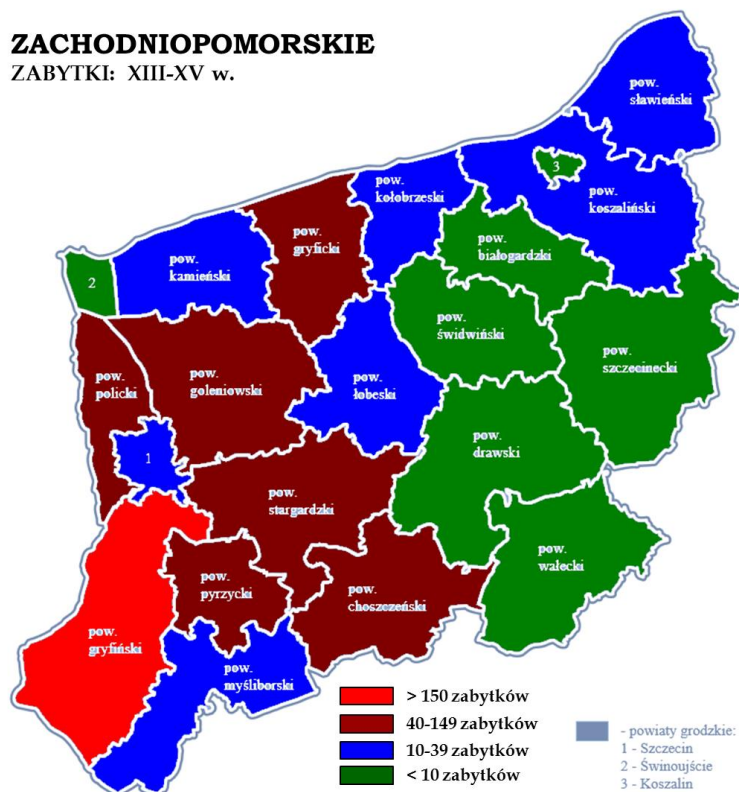 ZACHODNIOPOMORSKIE
ZABYTKI: XIII-XV w.
pow.
sławieński
3
pow.
kołobrzeski
pow.
koszaliński
pow.
gryficki
pow.
białogardzki
pow.
kamieński
2
pow.
świdwiński
pow.
szczecinecki
pow.
policki
pow.
goleniowski
pow.
łobeski
pow.
drawski
1
pow.
stargardzki
pow.
wałecki
pow.
pyrzycki
pow.
choszczeński
pow.
gryfiński
pow.
myśliborski
> 150 zabytków
40-149 zabytków
10-39 zabytków
< 10 zabytków
- powiaty grodzkie:
1 - Szczecin
2 - Świnoujście
3 - Koszalin